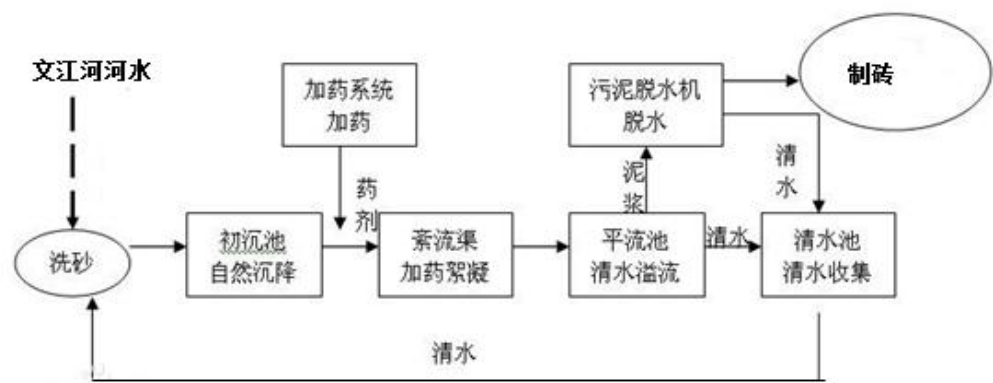 文江河河水
加药系统
加药
污泥脱水机
脱水
制砖
药
剂
泥
浆
清
水
洗砂
初沉池
自然沉降
紊流渠
加药絮凝
平流池
清水溢流
清水
清水池
清水收集
清水